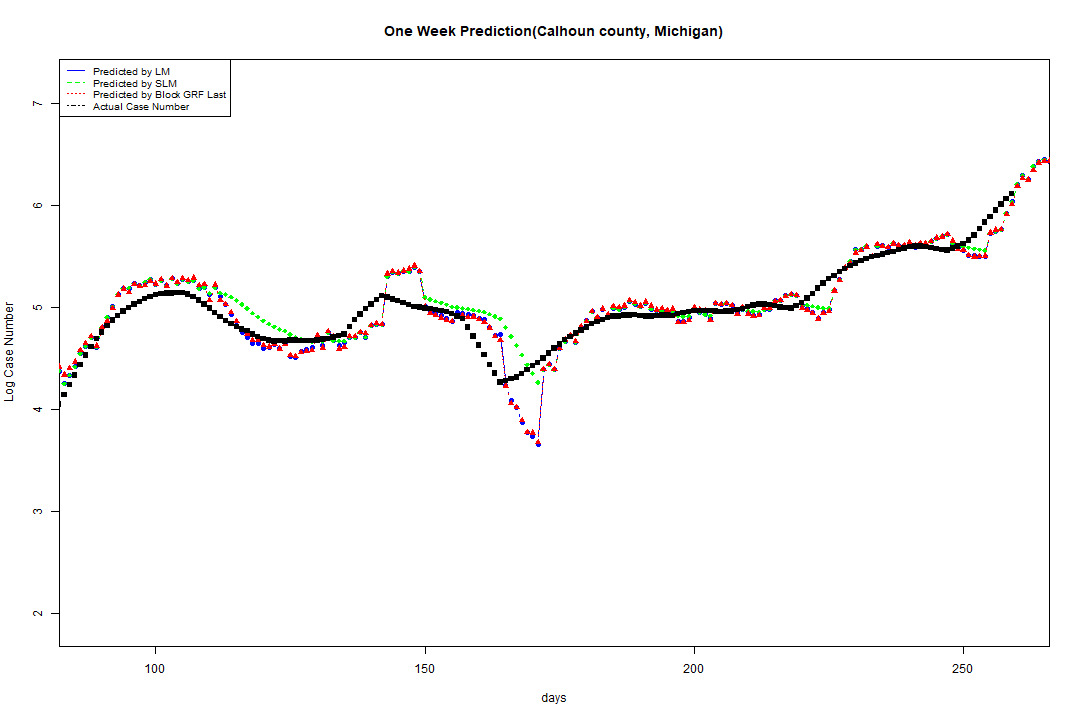 One Week Prediction(Calhoun county, Michigan)
Predicted by LM
Predicted by SLM
Predicted by Block GRF Last
Actual Case Number
7
6
5
4
3
2
Log Case Number
100 150 200 250
days